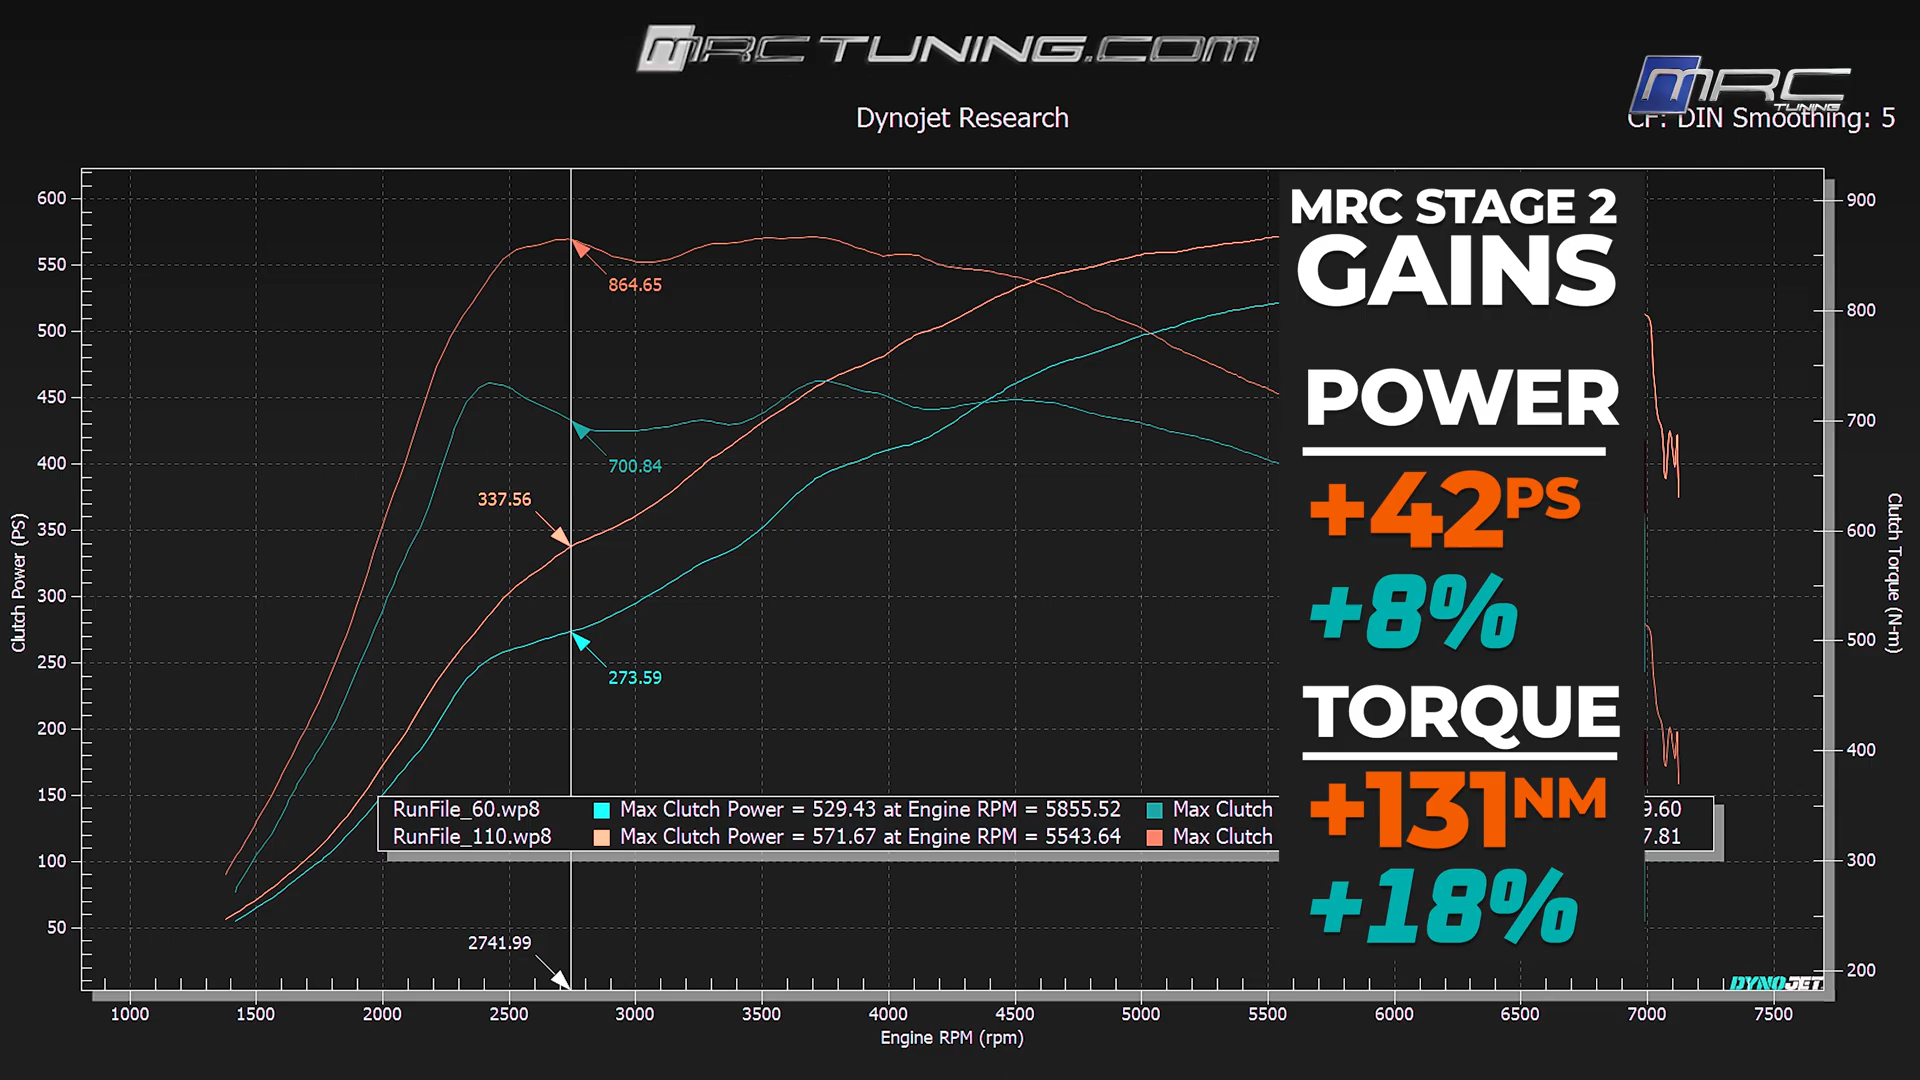 MRCTUNING.COM
MRC
TUNING
Dynojet Research
CF: DIN Smoothing: 5
MRC STAGE 2
GAINS
POWER
+42PS
+8%
TORQUE
+131NM
+18%
600
550
500
450
400
350
300
250
200
150
100
50
Clutch Power (PS)
900
800
700
600
500
400
300
200
Clutch Torque (N-m)
864.65
700.84
337.56
273.59
2741.99
RunFile_60.wp8 Max Clutch Power = 529.43 at Engine RPM = 5855.52 Max Clutch 9.60
RunFile_110.wp8 Max Clutch Power = 571.67 at Engine RPM = 5543.64 Max Clutch 7.81
DYNOJET
1000 1500 2000 2500 3000 3500 4000 4500 5000 5500 6000 6500 7000 7500
Engine RPM (rpm)